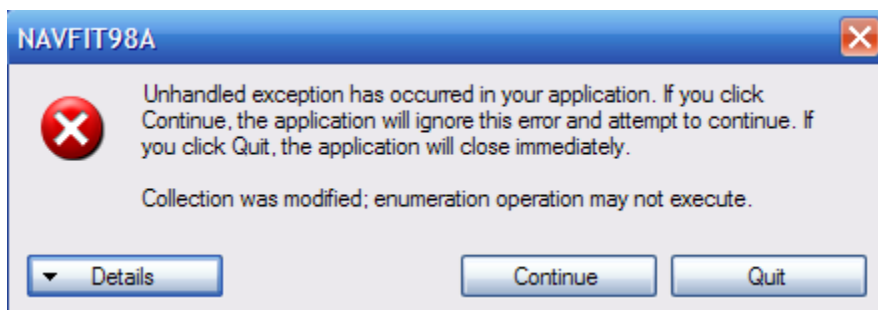 NAVFIT98A
Unhandled exception has occurred in your application. If you click
Continue, the application will ignore this error and attempt to continue. If
you click Quit, the application will close immediately.
Collection was modified; enumeration operation may not execute.
Details
Continue
Quit